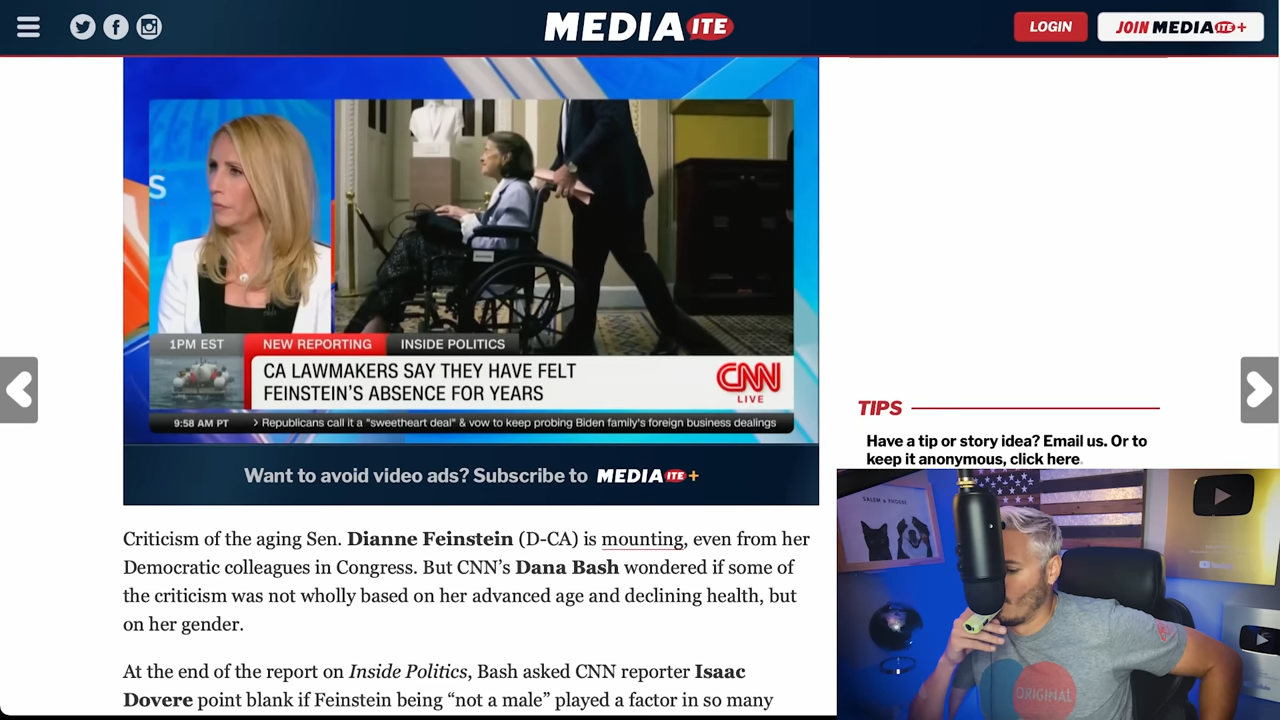 MEDIAITE
LOGIN
JOIN MEDIAITE+
S
1PM EST
NEW REPORTING
INSIDE POLITICS
CA LAWMAKERS SAY THEY HAVE FELT
FEINSTEIN'S ABSENCE FOR YEARS
CNN
LIVE
9:58 AM PT
> Republicans call it a "sweetheart deal" & vow to keep probing Biden family's foreign business dealings
Want to avoid video ads? Subscribe to MEDIAITE+
Criticism of the aging Sen. Dianne Feinstein (D-CA) is mounting, even from her
Democratic colleagues in Congress. But CNN's Dana Bash wondered if some of
the criticism was not wholly based on her advanced age and declining health, but
on her gender.
At the end of the report on Inside Politics, Bash asked CNN reporter Isaac
Dovere point blank if Feinstein being “not a male” played a factor in so many
TIPS
Have a tip or story idea? Email us. Or to
keep it anonymous, click here.
SALEM & PHOEBE
YouTube
ORIGINAL